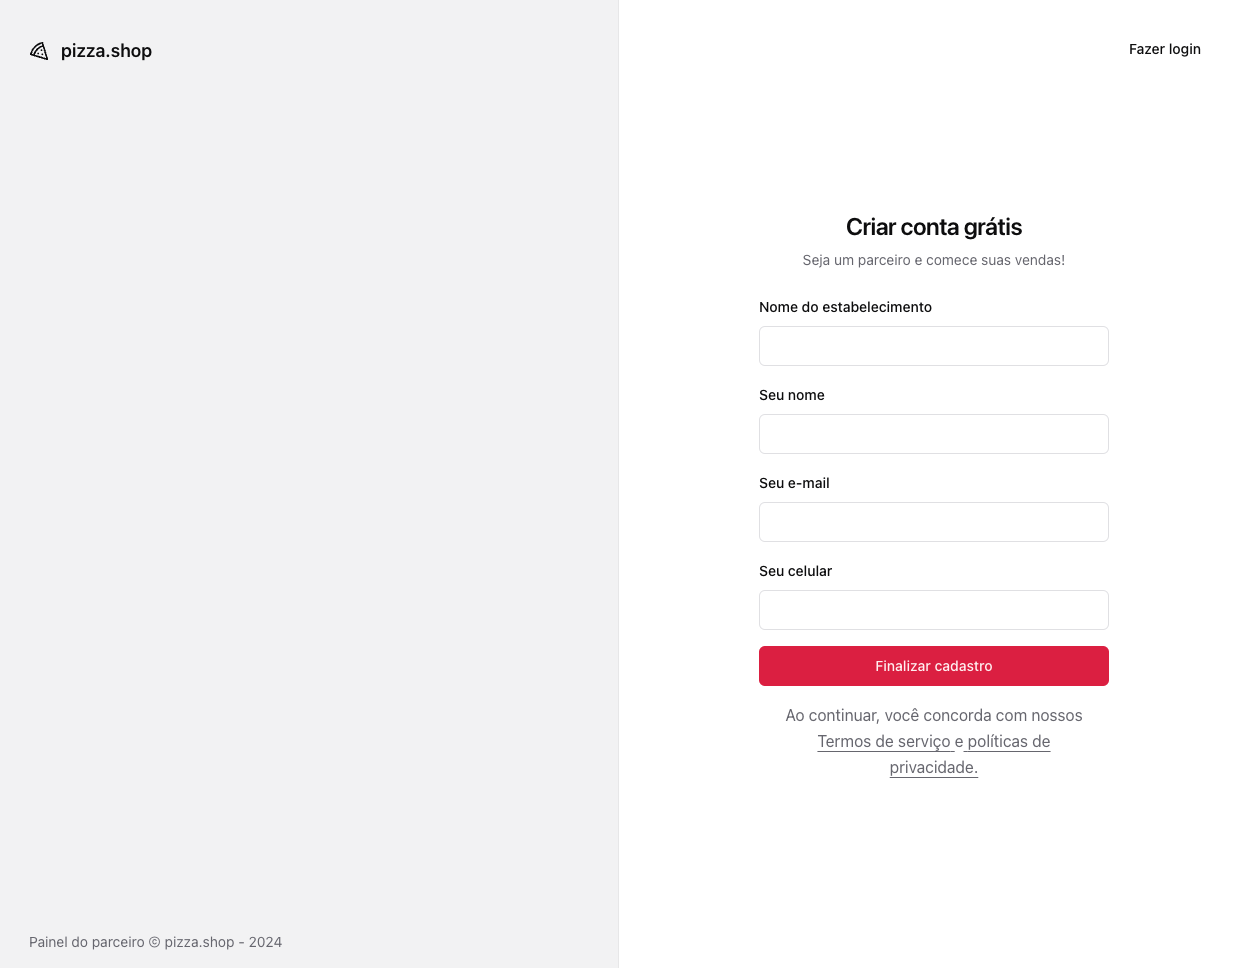 pizza.shop
Fazer login
Criar conta grátis
Seja um parceiro e comece suas vendas!
Nome do estabelecimento
Seu nome
Seu e-mail
Seu celular
Finalizar cadastro
Ao continuar, você concorda com nossos
Termos de serviço e políticas de
privacidade.
Painel do parceiro © pizza.shop - 2024